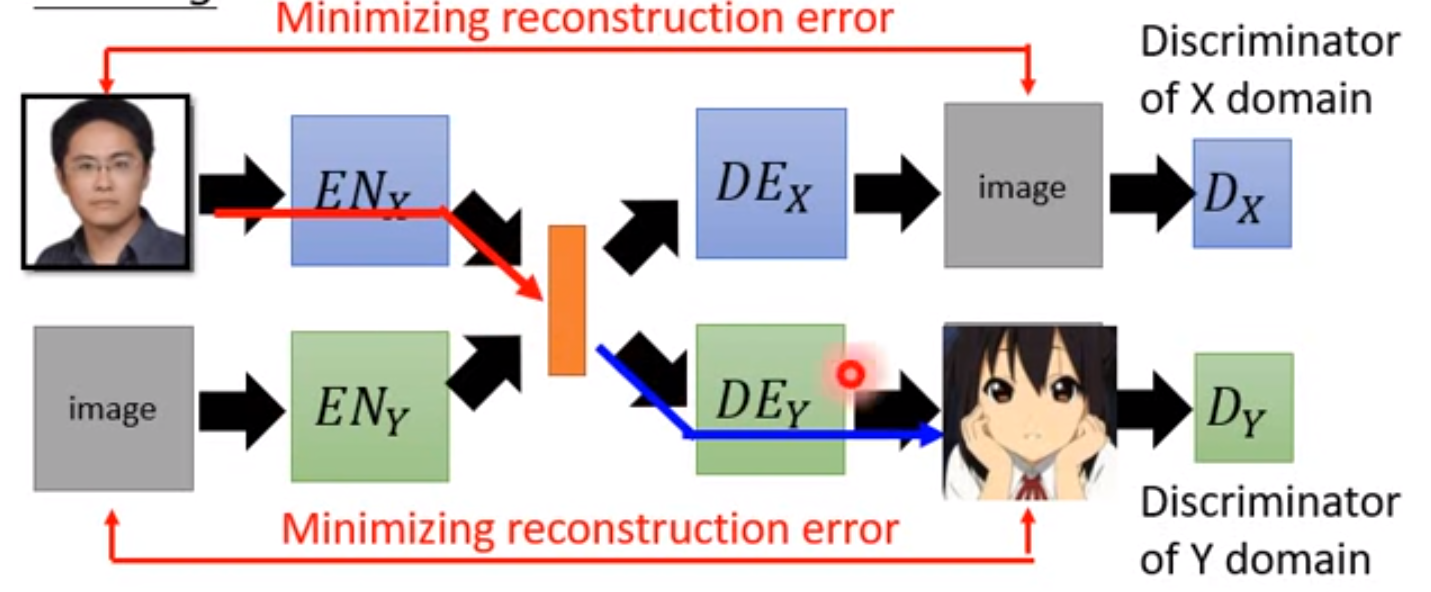 Minimizing reconstruction error
Discriminator
of X domain
EN_X
DE_X
image
D_X
image
EN_Y
DE_Y
D_Y
Minimizing reconstruction error
Discriminator
of Y domain